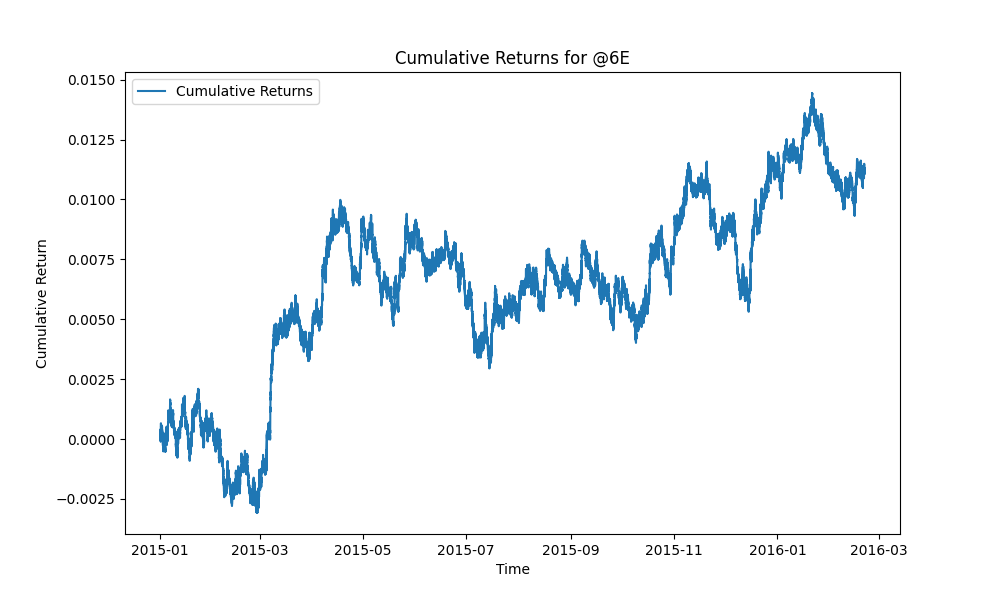 Cumulative Returns for @6E
Cumulative Returns
Cumulative Return
0.0150
0.0125
0.0100
0.0075
0.0050
0.0025
0.0000
−0.0025
2015-01 2015-03 2015-05 2015-07 2015-09 2015-11 2016-01 2016-03
Time